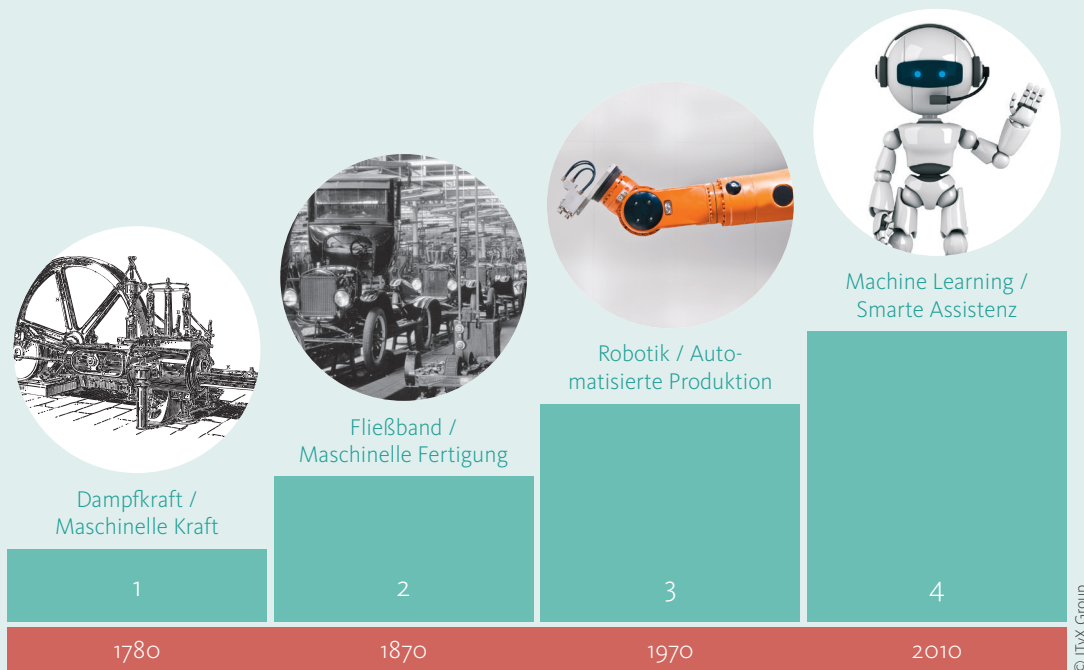 Dampfkraft /
Maschinelle Kraft
Fließband /
Maschinelle Fertigung
Robotik / Auto-
matisierte Produktion
Machine Learning /
Smarte Assistenz
1
2
3
4
1780
1870
1970
2010
© ITyX Group